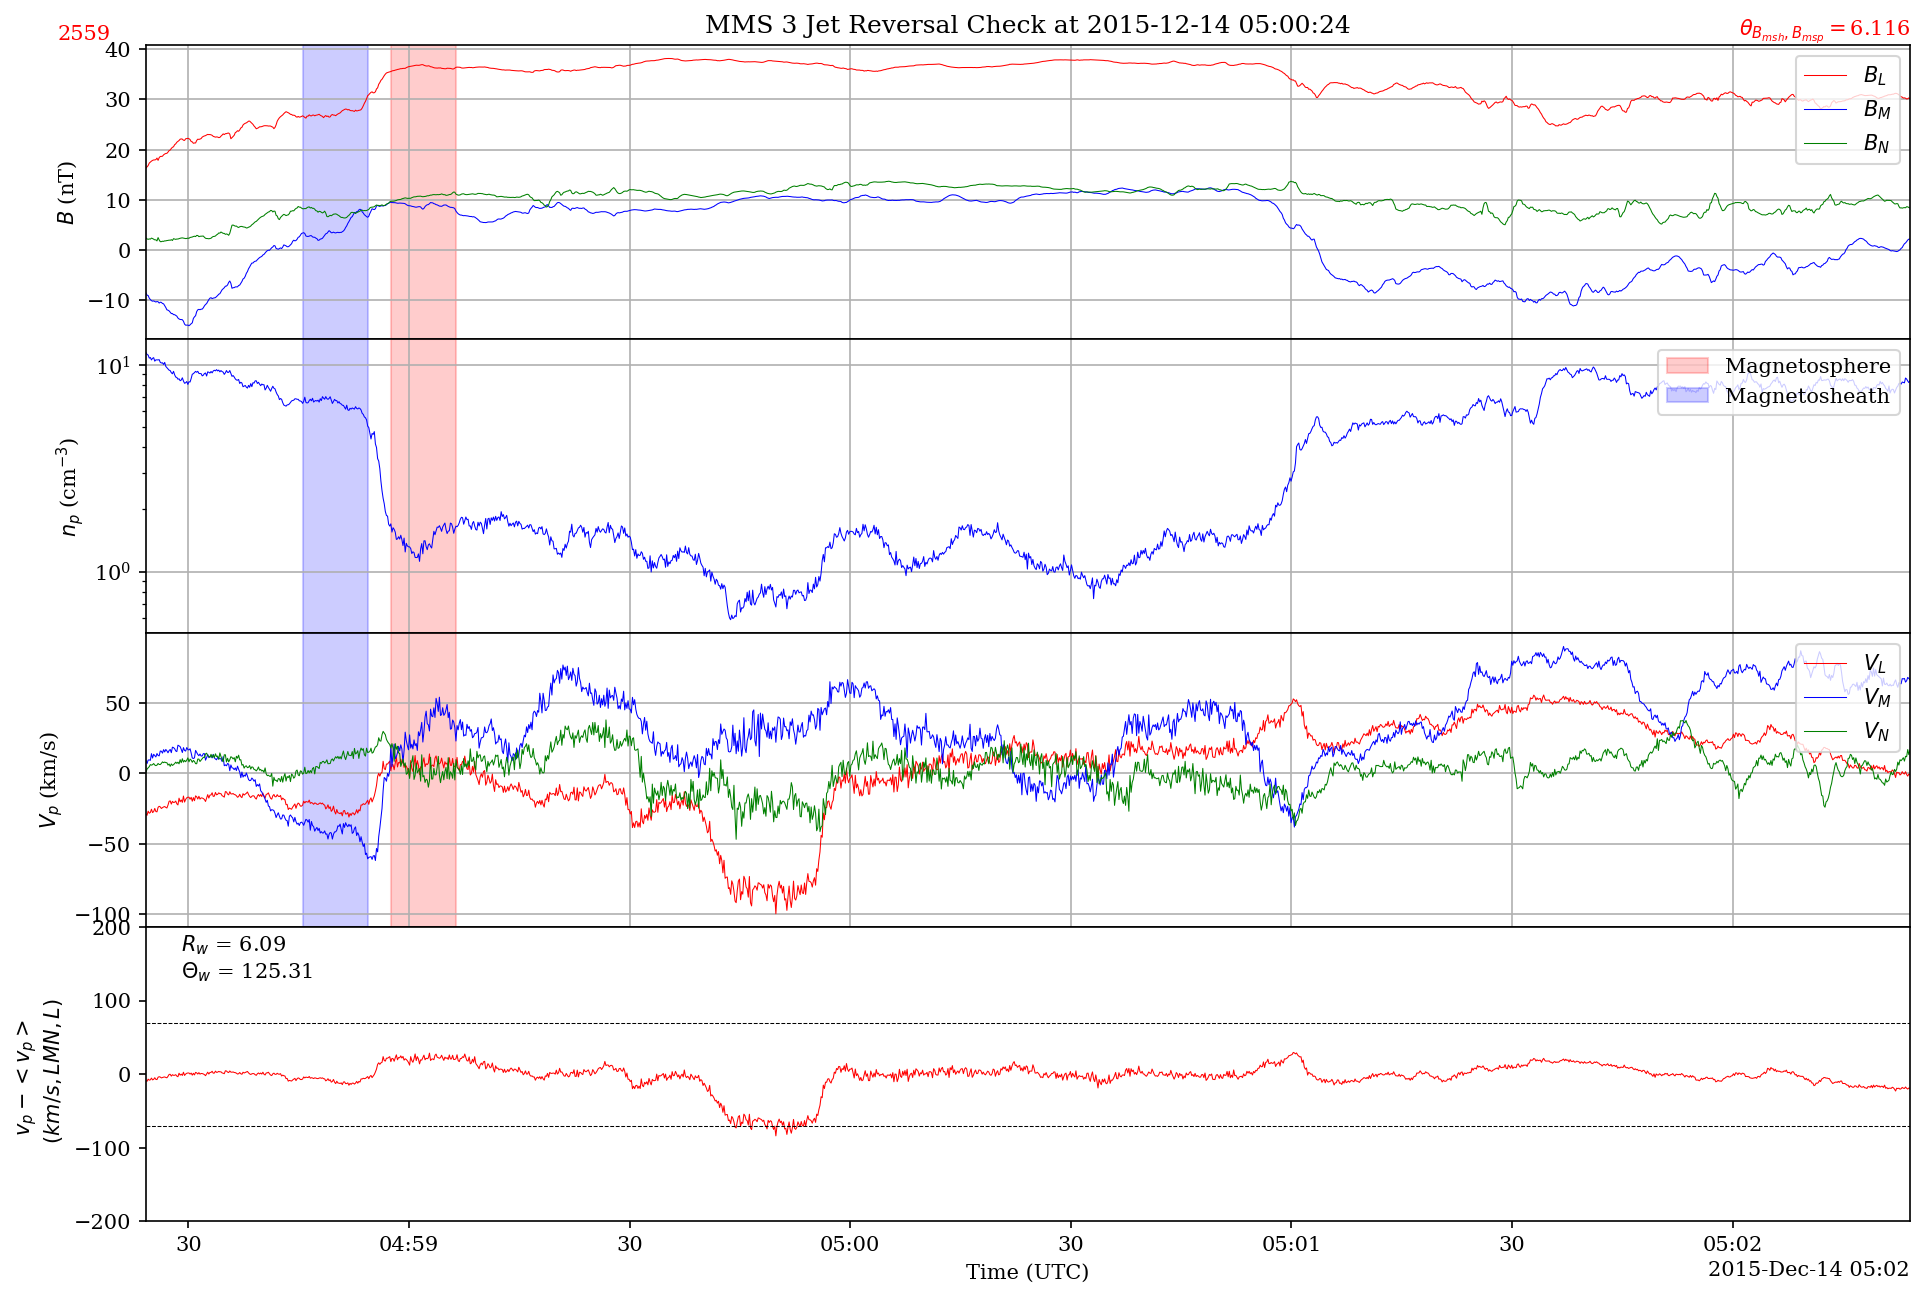 2559
MMS 3 Jet Reversal Check at 2015-12-14 05:00:24
θ_{B_{msh}, B_{msp}} = 6.116
40
30
20
10
0
−10
B (nT)
B_L
B_M
B_N
10^1
10^0
n_p (cm^{−3})
Magnetosphere
Magnetosheath
50
0
−50
−100
V_p (km/s)
V_L
V_M
V_N
200
100
0
−100
−200
v_p − < v_p >
(km/s, LMN, L)
R_w = 6.09
Θ_w = 125.31
30 04:59 30 05:00 30 05:01 30 05:02
Time (UTC)
2015-Dec-14 05:02